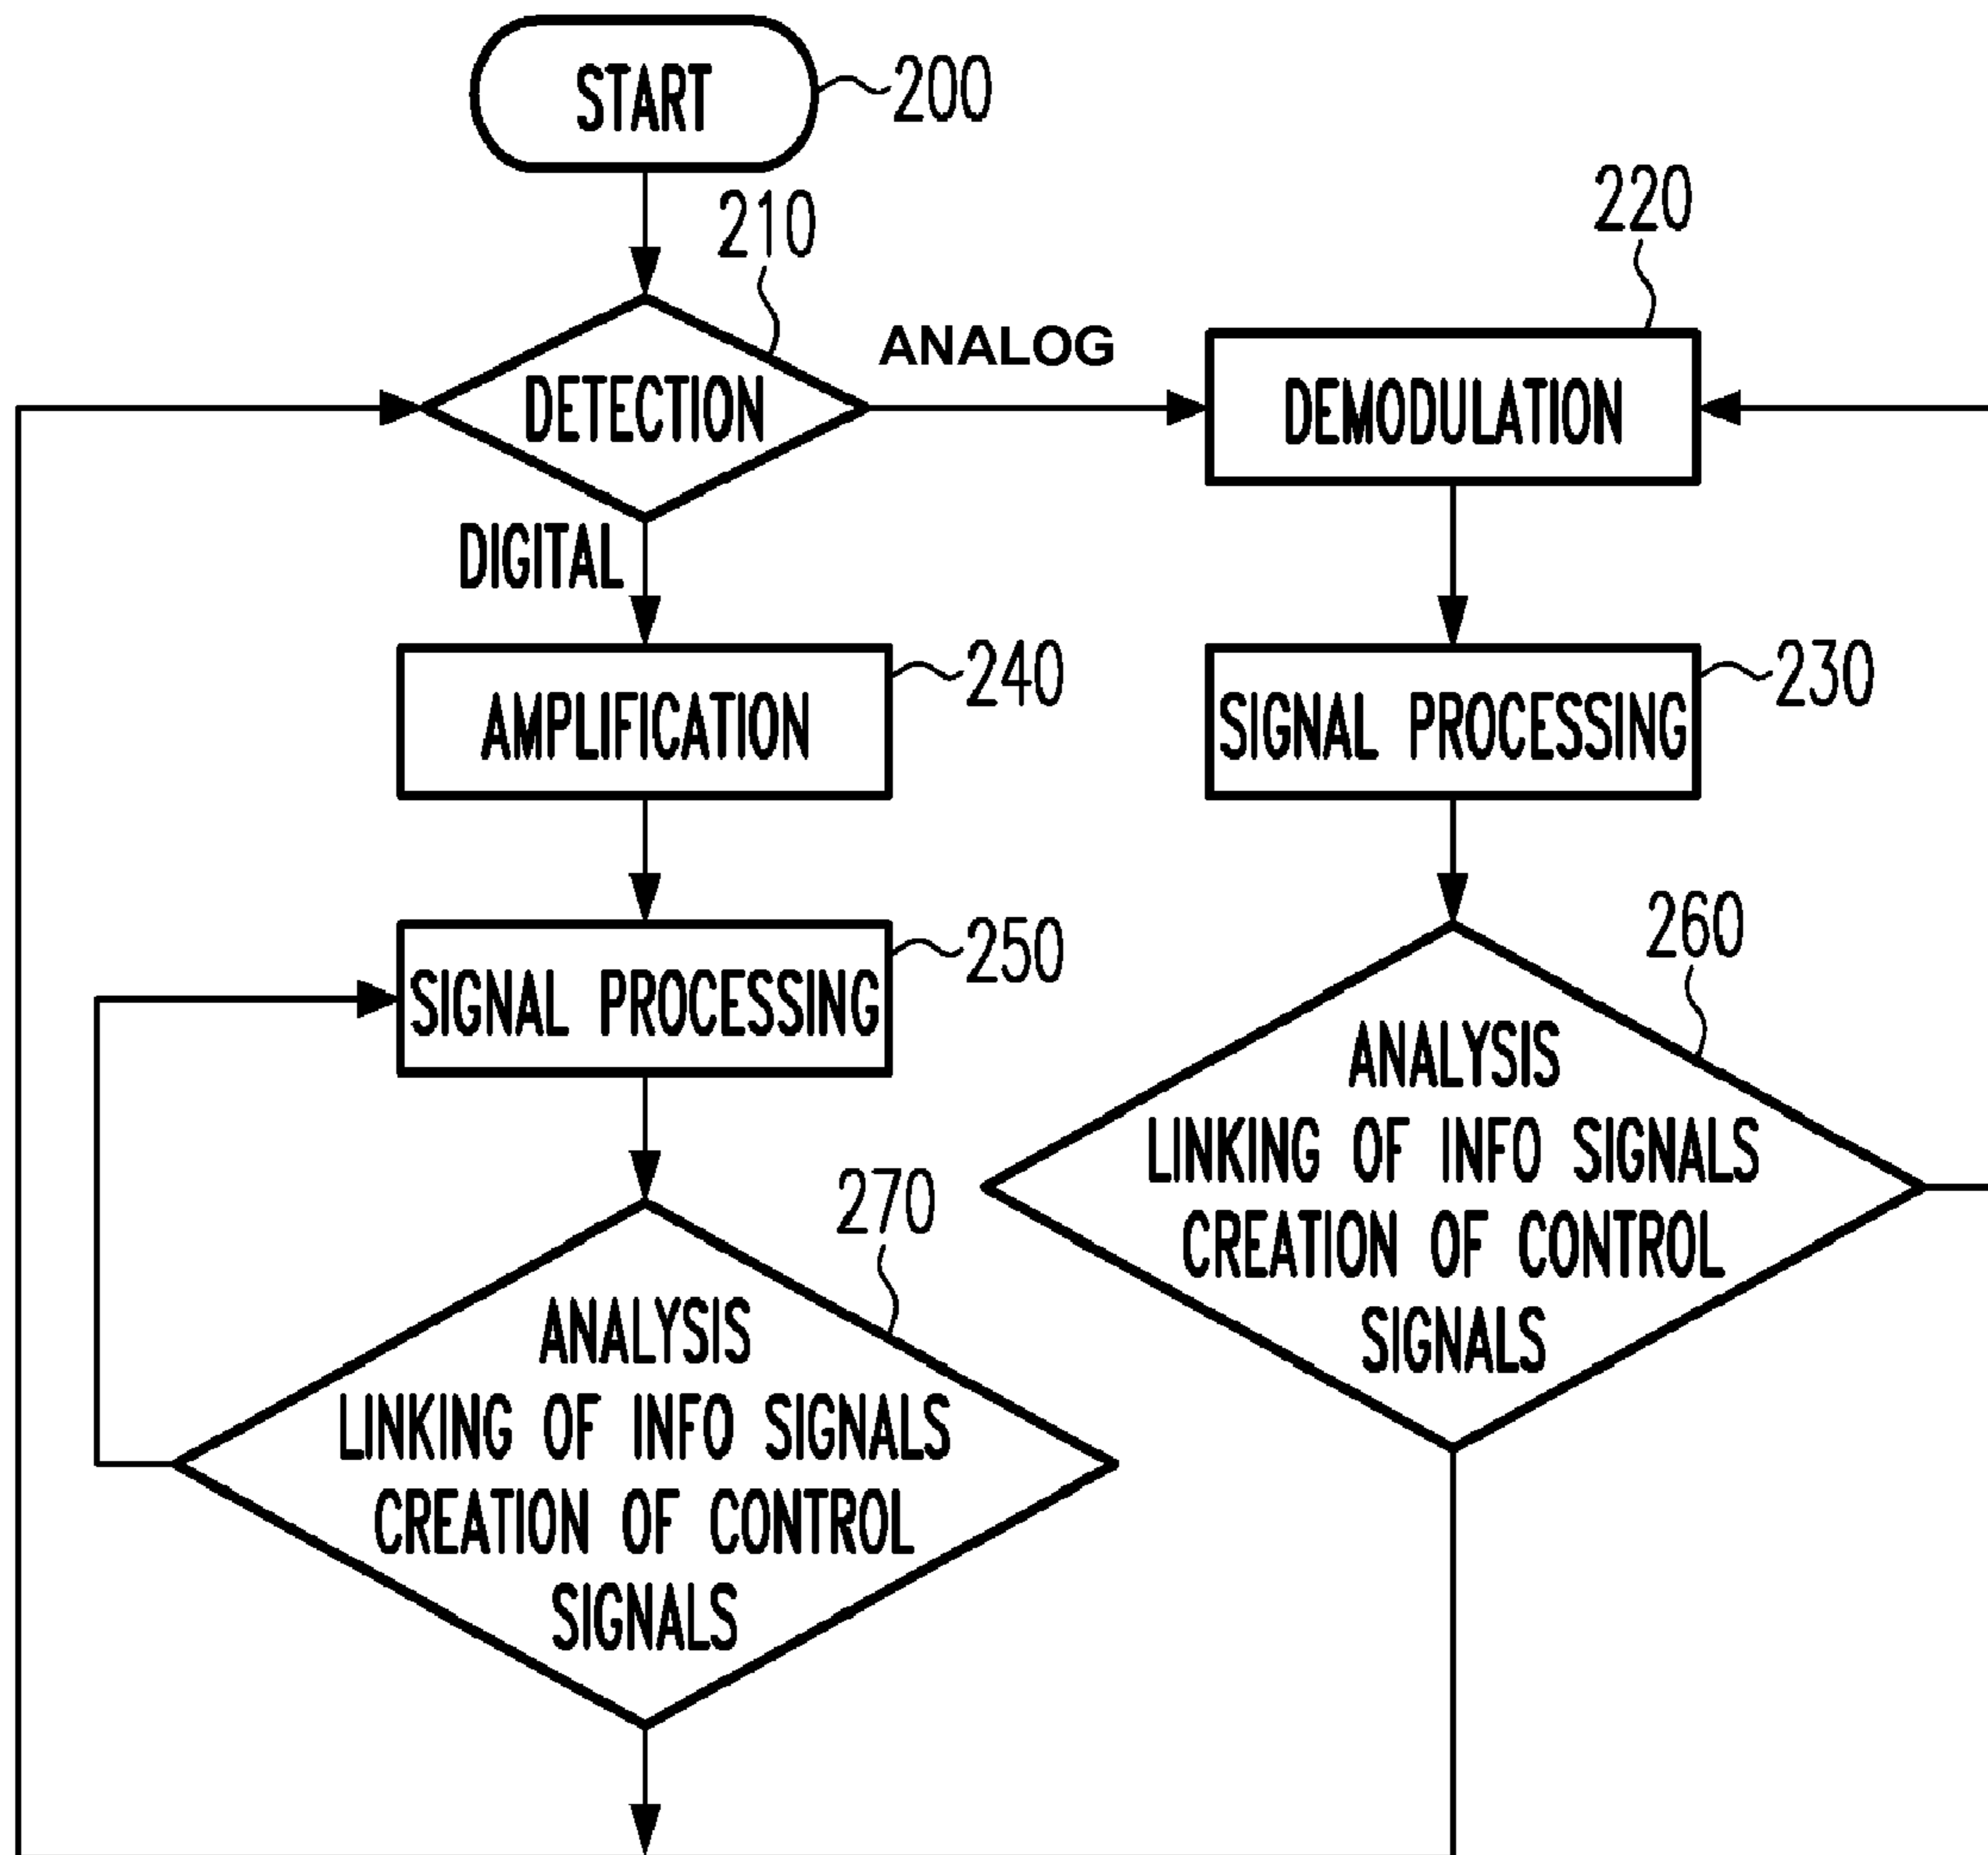 START
200
210
220
DETECTION
ANALOG
DEMODULATION
DIGITAL
AMPLIFICATION
240
SIGNAL PROCESSING
230
SIGNAL PROCESSING
250
260
ANALYSIS
LINKING OF INFO SIGNALS
CREATION OF CONTROL
SIGNALS
270
ANALYSIS
LINKING OF INFO SIGNALS
CREATION OF CONTROL
SIGNALS